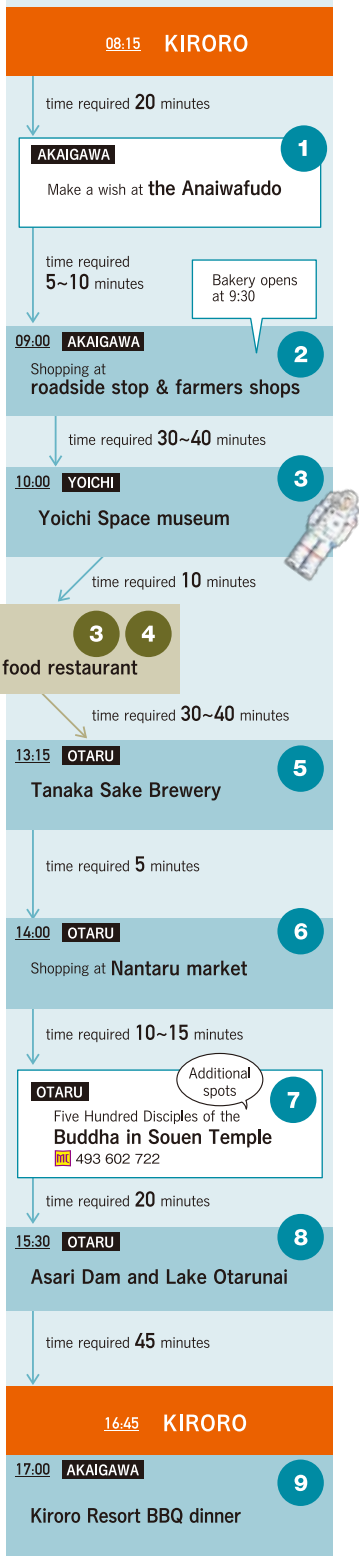 08:15 KIRORO
time required 20 minutes
1
AKAIGAWA
Make a wish at the Anaiwafudo
time required
5~10 minutes
Bakery opens
at 9:30
09:00 AKAIGAWA
2
Shopping at
roadside stop & farmers shops
time required 30~40 minutes
10:00 YOICHI
3
Yoichi Space museum
time required 10 minutes
3 4
food restaurant
time required 30~40 minutes
13:15 OTARU
5
Tanaka Sake Brewery
time required 5 minutes
14:00 OTARU
6
Shopping at Nantaru market
time required 10~15 minutes
Additional
spots
OTARU
7
Five Hundred Disciples of the
Buddha in Souen Temple
MC 493 602 722
time required 20 minutes
15:30 OTARU
8
Asari Dam and Lake Otarunai
time required 45 minutes
16:45 KIRORO
17:00 AKAIGAWA
9
Kiroro Resort BBQ dinner